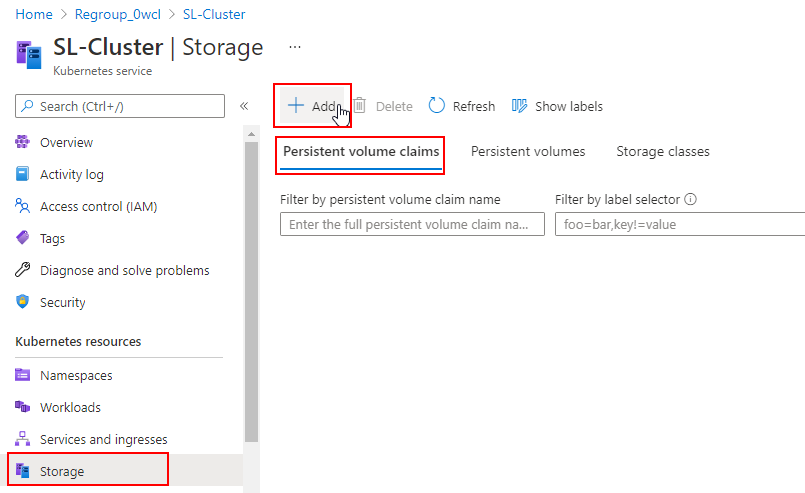 Home > Regroup_0wcl > SL-Cluster
SL-Cluster | Storage ...
Kubernetes service
Search (Ctrl+/)
«
Add
Delete
Refresh
Show labels
Overview
Activity log
Access control (IAM)
Tags
Diagnose and solve problems
Security
Kubernetes resources
Namespaces
Workloads
Services and ingresses
Storage
Persistent volume claims
Persistent volumes
Storage classes
Filter by persistent volume claim name
Enter the full persistent volume claim na...
Filter by label selector
foo=bar,key!=value